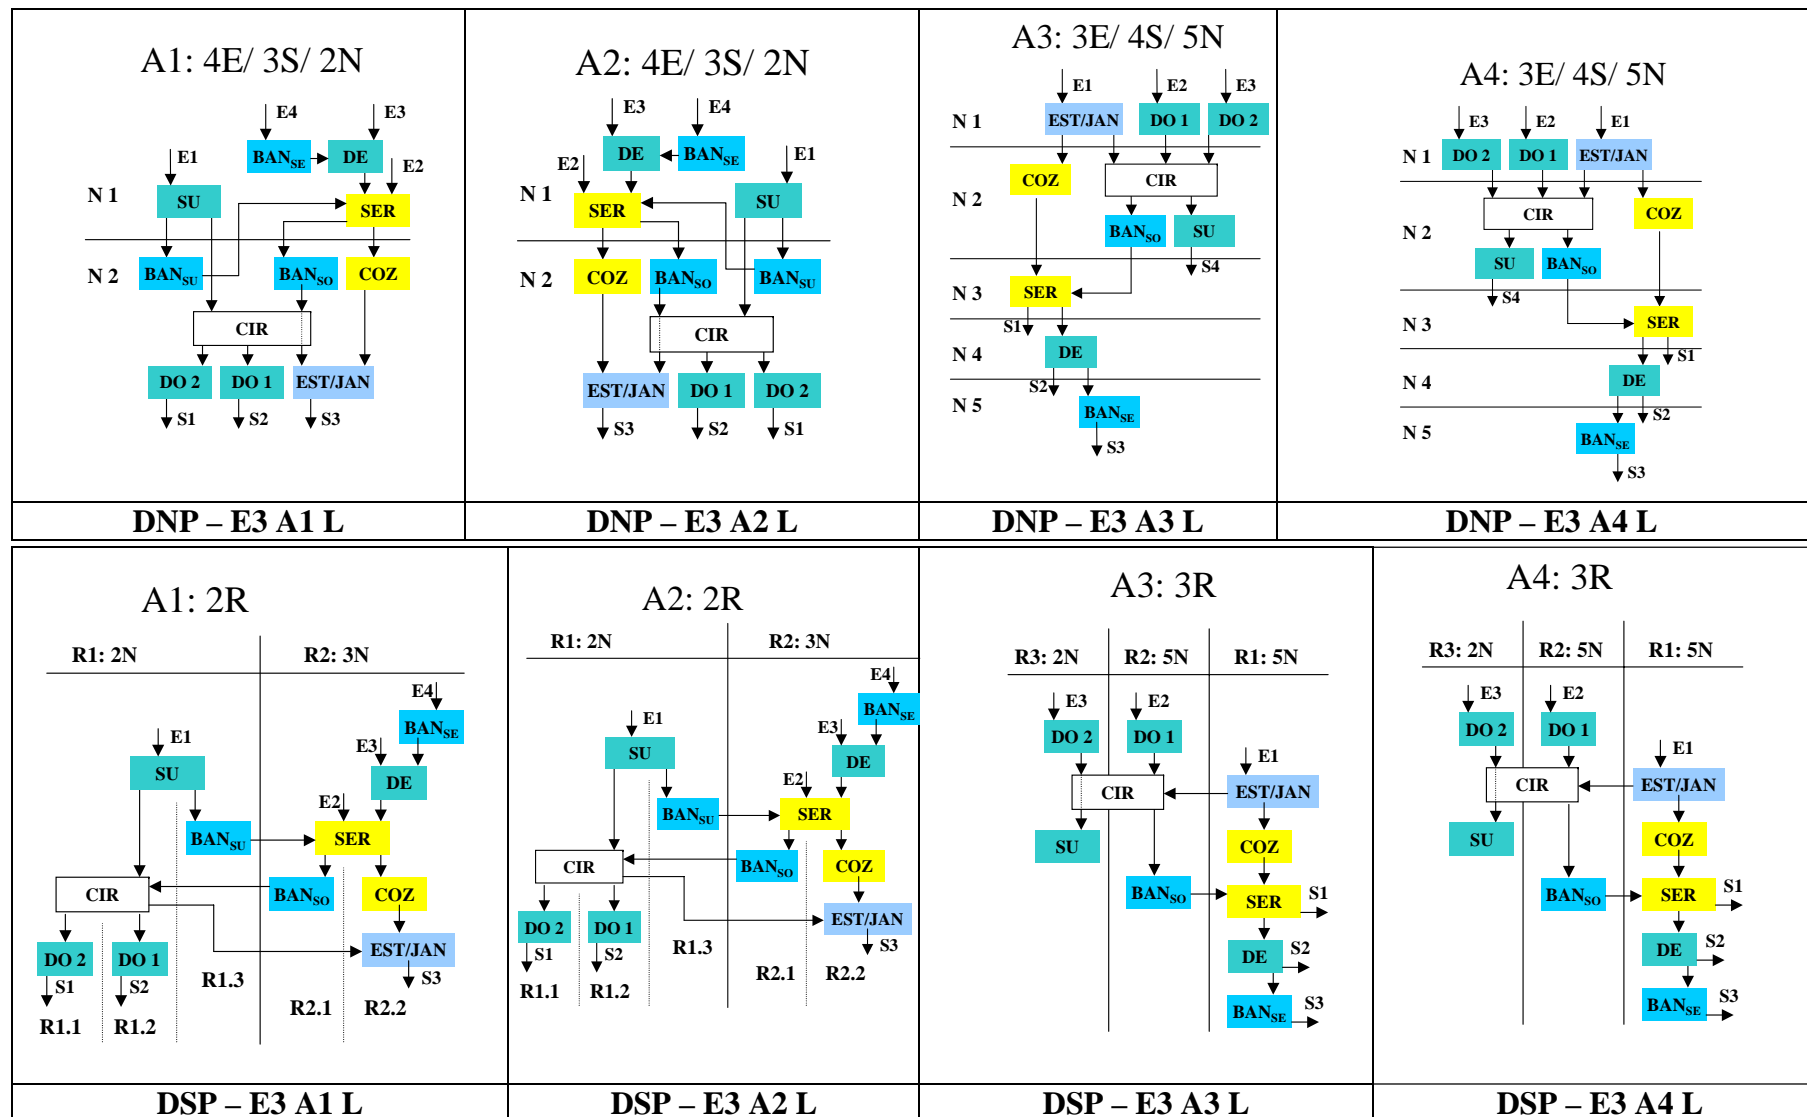 A1: 4E/ 3S/ 2N
E4
E3
BANSE
DE
E1
E2
N 1
SU
SER
N 2
BANSU
BANSO
COZ
CIR
DO 2
DO 1
EST/JAN
S1
S2
S3
DNP – E3 A1 L
A2: 4E/ 3S/ 2N
E3
E4
DE
BANSE
E2
E1
N 1
SER
SU
N 2
COZ
BANSO
BANSU
CIR
EST/JAN
DO 1
DO 2
S3
S2
S1
DNP – E3 A2 L
A3: 3E/ 4S/ 5N
E1
E2
E3
N 1
EST/JAN
DO 1
DO 2
N 2
COZ
CIR
BANSO
SU
S4
N 3
SER
S1
N 4
DE
S2
N 5
BANSE
S3
DNP – E3 A3 L
A4: 3E/ 4S/ 5N
E3
E2
E1
N 1
DO 2
DO 1
EST/JAN
N 2
CIR
COZ
SU
BANSO
S4
N 3
SER
S1
N 4
DE
S2
N 5
BANSE
S3
DNP – E3 A4 L
A1: 2R
R1: 2N
R2: 3N
E4
BANSE
E1
E3
SU
DE
E2
BANSU
SER
CIR
BANSO
COZ
DO 2
DO 1
EST/JAN
S1
S2
R1.3
S3
R1.1
R1.2
R2.1
R2.2
DSP – E3 A1 L
A2: 2R
R1: 2N
R2: 3N
E4
BANSE
E1
E3
SU
DE
E2
BANSU
SER
CIR
BANSO
COZ
DO 2
DO 1
EST/JAN
S1
S2
R1.3
S3
R1.1
R1.2
R2.1
R2.2
DSP – E3 A2 L
A3: 3R
R3: 2N
R2: 5N
R1: 5N
E3
E2
DO 2
DO 1
E1
CIR
EST/JAN
SU
COZ
BANSO
SER
S1
DE
S2
BANSE
S3
DSP – E3 A3 L
A4: 3R
R3: 2N
R2: 5N
R1: 5N
E3
E2
DO 2
DO 1
E1
CIR
EST/JAN
SU
COZ
BANSO
SER
S1
DE
S2
BANSE
S3
DSP – E3 A4 L